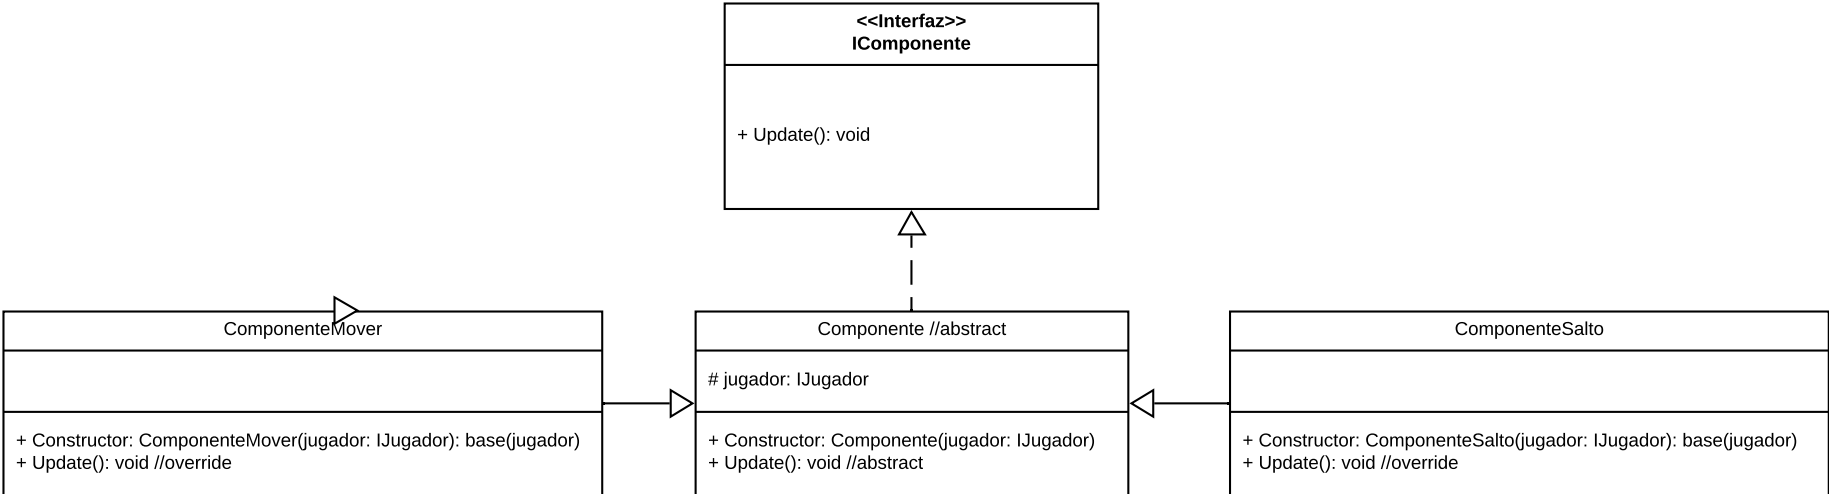 <<Interfaz>>
IComponente
+ Update(): void
ComponenteMover
+ Constructor: ComponenteMover(jugador: IJugador): base(jugador)
+ Update(): void //override
Componente //abstract
# jugador: IJugador
+ Constructor: Componente(jugador: IJugador)
+ Update(): void //abstract
ComponenteSalto
+ Constructor: ComponenteSalto(jugador: IJugador): base(jugador)
+ Update(): void //override